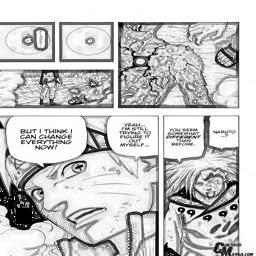 NARUTO
YOU SEEM
SOMEWHAT
DIFFERENT
THAN
BEFORE.
YEAH...
I'M STILL
TRYING TO
FIGURE IT
OUT
MYSELF...
BUT I THINK I
CAN CHANGE
EVERYTHING
NOW!